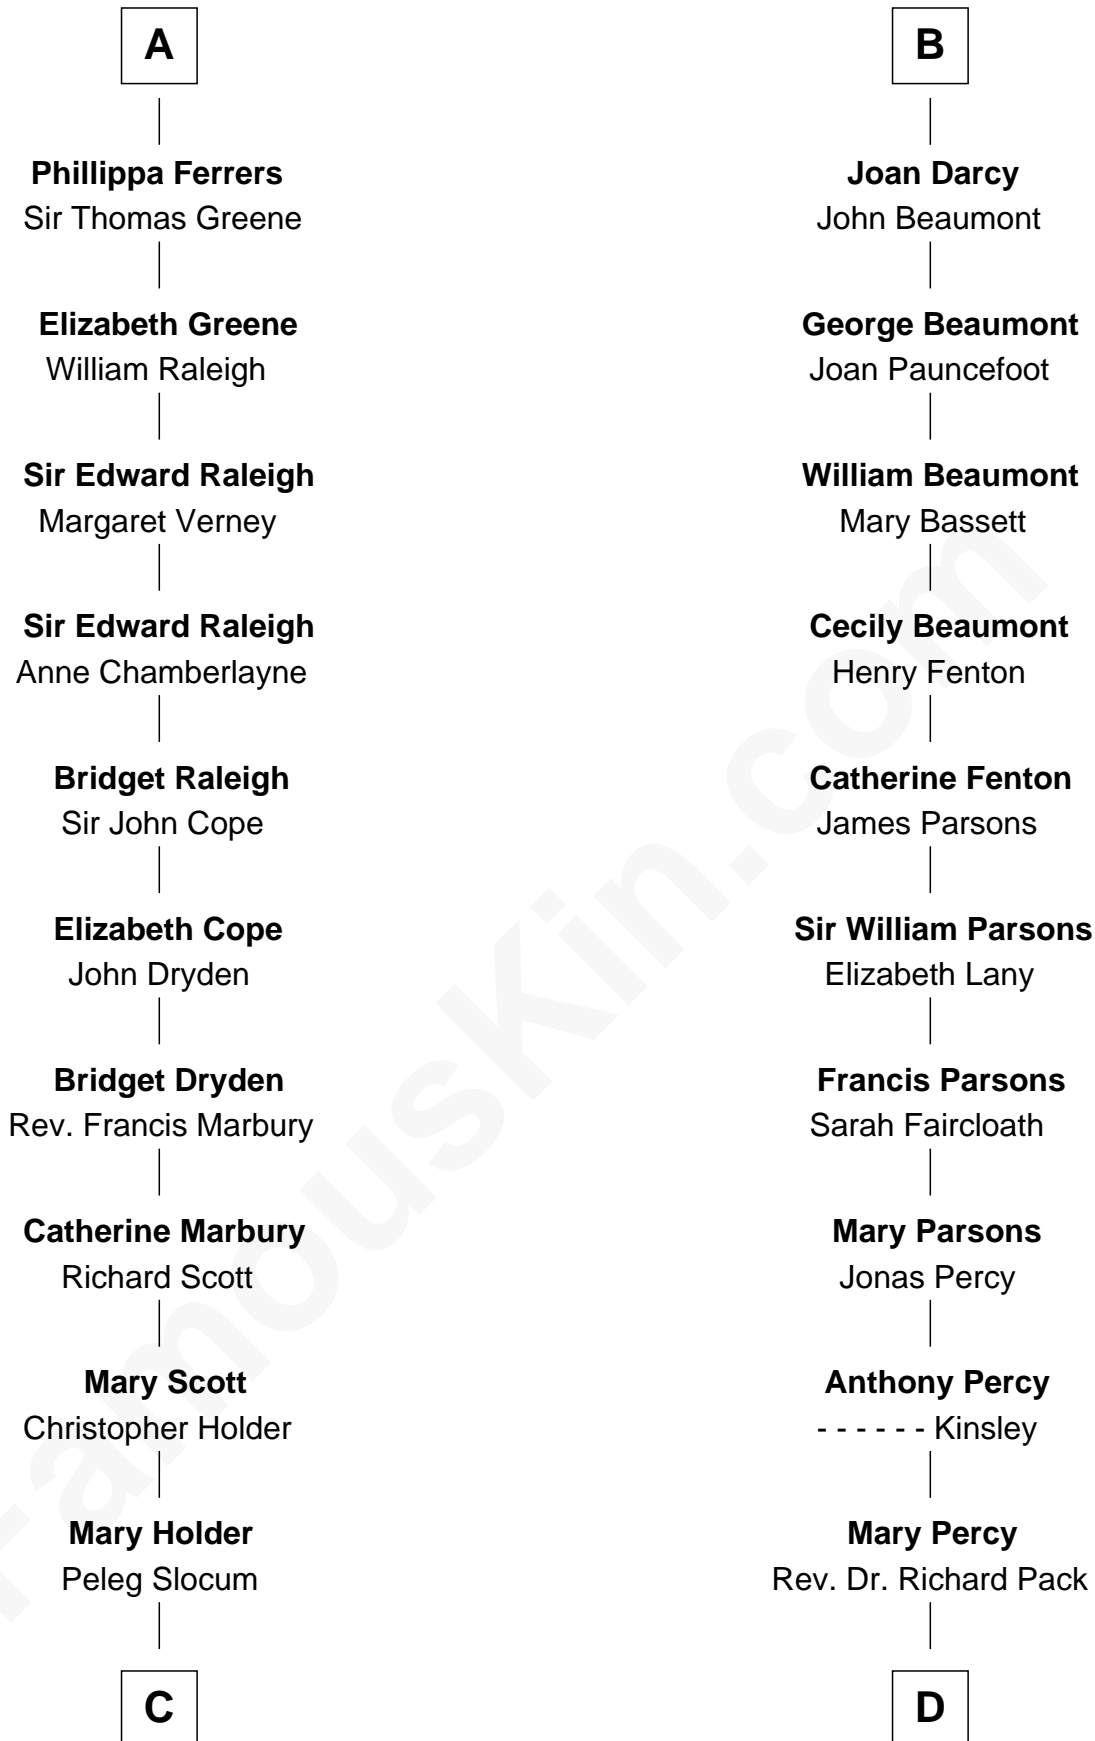 A
Phillippa Ferrers
Sir Thomas Greene
Elizabeth Greene
William Raleigh
Sir Edward Raleigh
Margaret Verney
Sir Edward Raleigh
Anne Chamberlayne
Bridget Raleigh
Sir John Cope
Elizabeth Cope
John Dryden
Bridget Dryden
Rev. Francis Marbury
Catherine Marbury
Richard Scott
Mary Scott
Christopher Holder
Mary Holder
Peleg Slocum
C
B
Joan Darcy
John Beaumont
George Beaumont
Joan Pauncefoot
William Beaumont
Mary Bassett
Cecily Beaumont
Henry Fenton
Catherine Fenton
James Parsons
Sir William Parsons
Elizabeth Lany
Francis Parsons
Sarah Faircloath
Mary Parsons
Jonas Percy
Anthony Percy
- - - - - - Kinsley
Mary Percy
Rev. Dr. Richard Pack
D
FamousKin.com